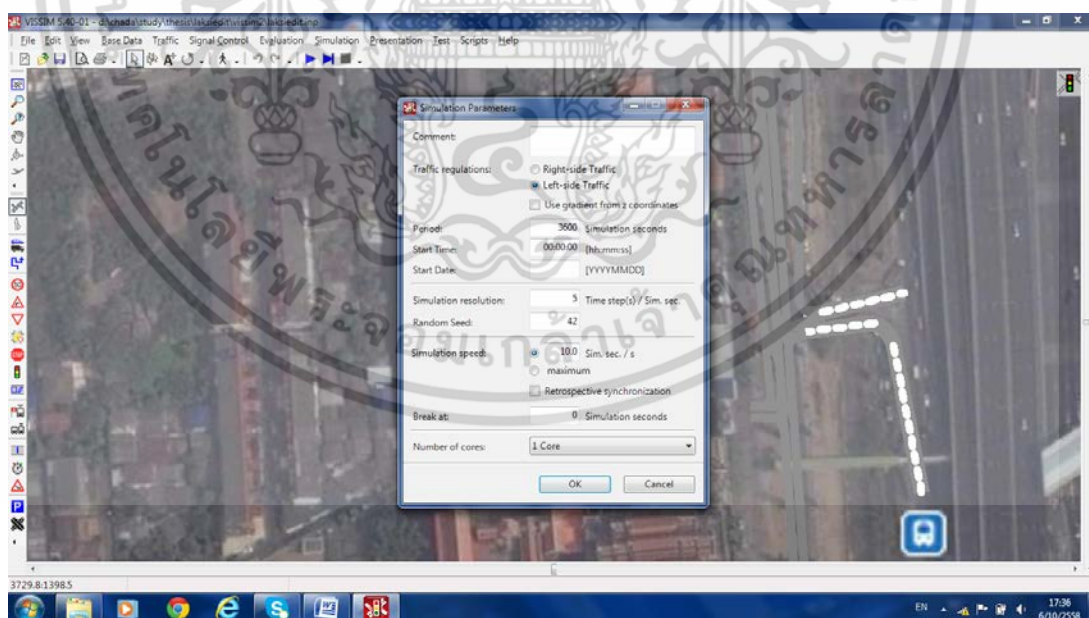 VISSIM 5.40-01 - d:\chada\study\thesis\laksiedit\vissim2\laksiedit.inp
File Edit View Base Data Traffic Signal Control Evaluation Simulation Presentation Test Scripts Help
Simulation Parameters
Comment:
Traffic regulations: Right-side Traffic
Left-side Traffic
Use gradient from z coordinates
Period: 3600 Simulation seconds
Start Time: 00:00:00 [hh:mm:ss]
Start Date: [YYYYMMDD]
Simulation resolution: 5 Time step(s) / Sim. sec.
Random Seed: 42
Simulation speed: 10.0 Sim. sec. / s
maximum
Retrospective synchronization
Break at: 0 Simulation seconds
Number of cores: 1 Core
OK Cancel
3729.8:1398.5
EN 17:36
6/10/2558